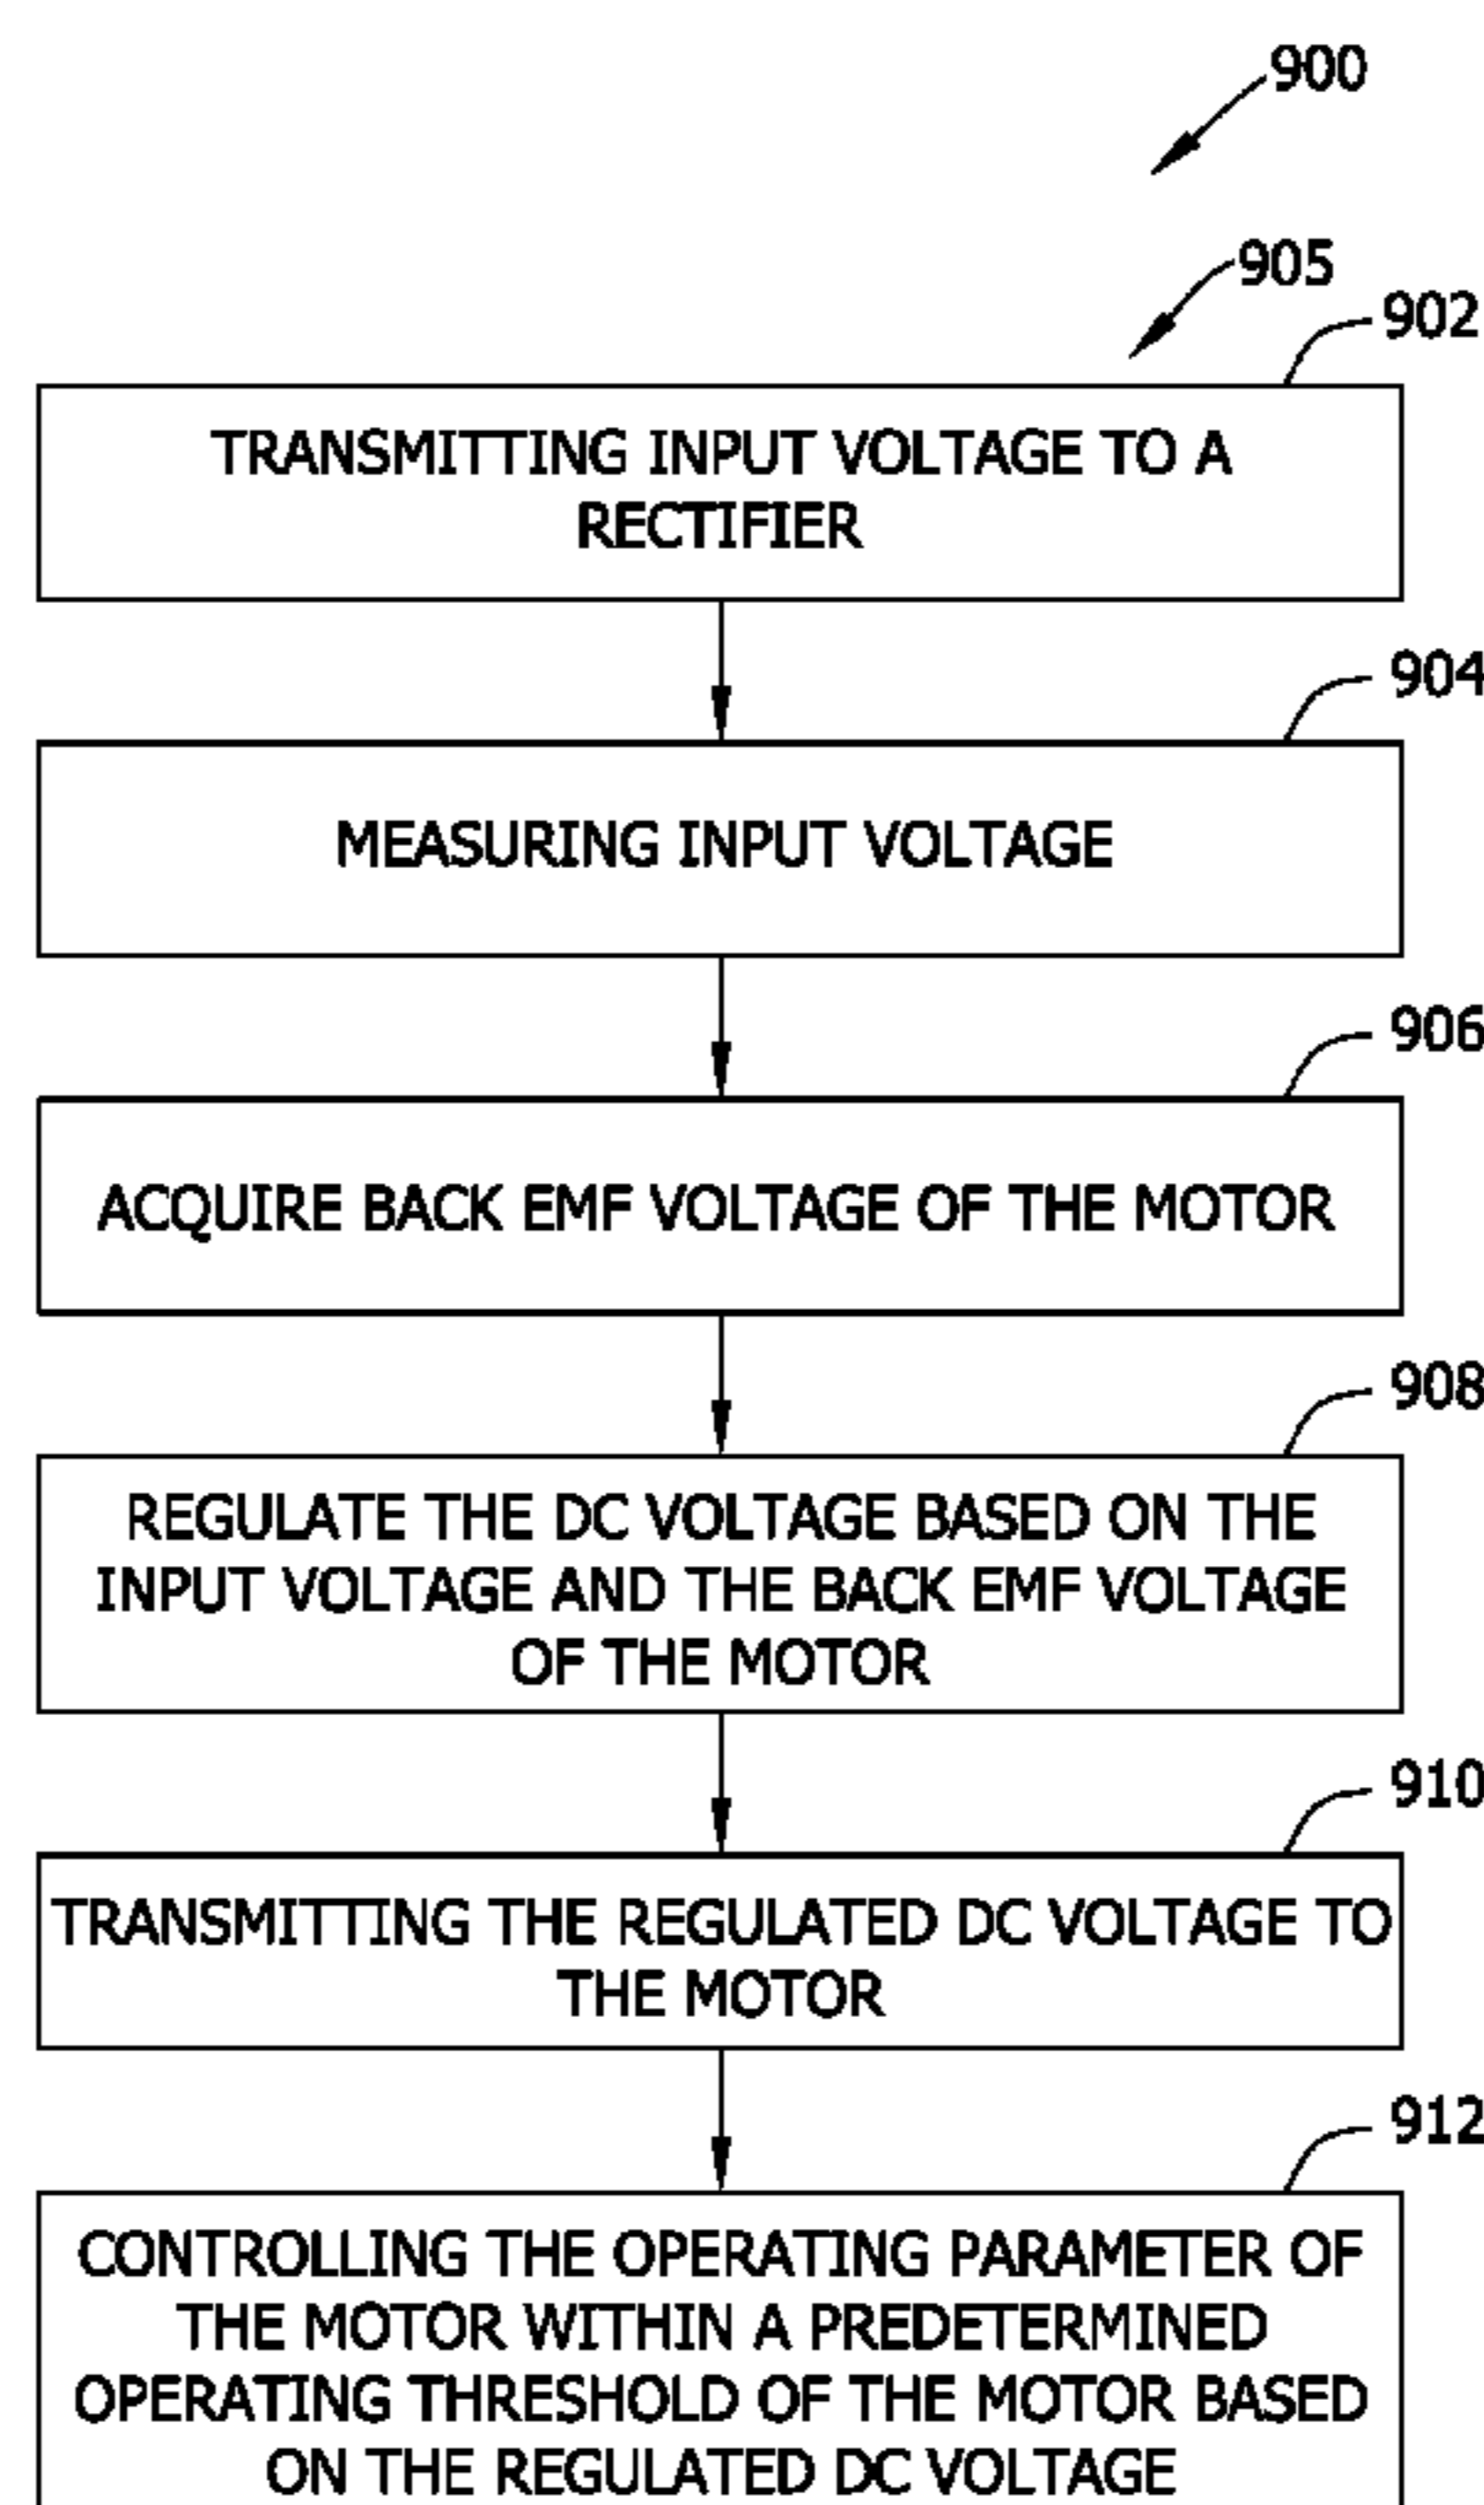 900
905
902
TRANSMITTING INPUT VOLTAGE TO A
RECTIFIER
904
MEASURING INPUT VOLTAGE
906
ACQUIRE BACK EMF VOLTAGE OF THE MOTOR
908
REGULATE THE DC VOLTAGE BASED ON THE
INPUT VOLTAGE AND THE BACK EMF VOLTAGE
OF THE MOTOR
910
TRANSMITTING THE REGULATED DC VOLTAGE TO
THE MOTOR
912
CONTROLLING THE OPERATING PARAMETER OF
THE MOTOR WITHIN A PREDETERMINED
OPERATING THRESHOLD OF THE MOTOR BASED
ON THE REGULATED DC VOLTAGE